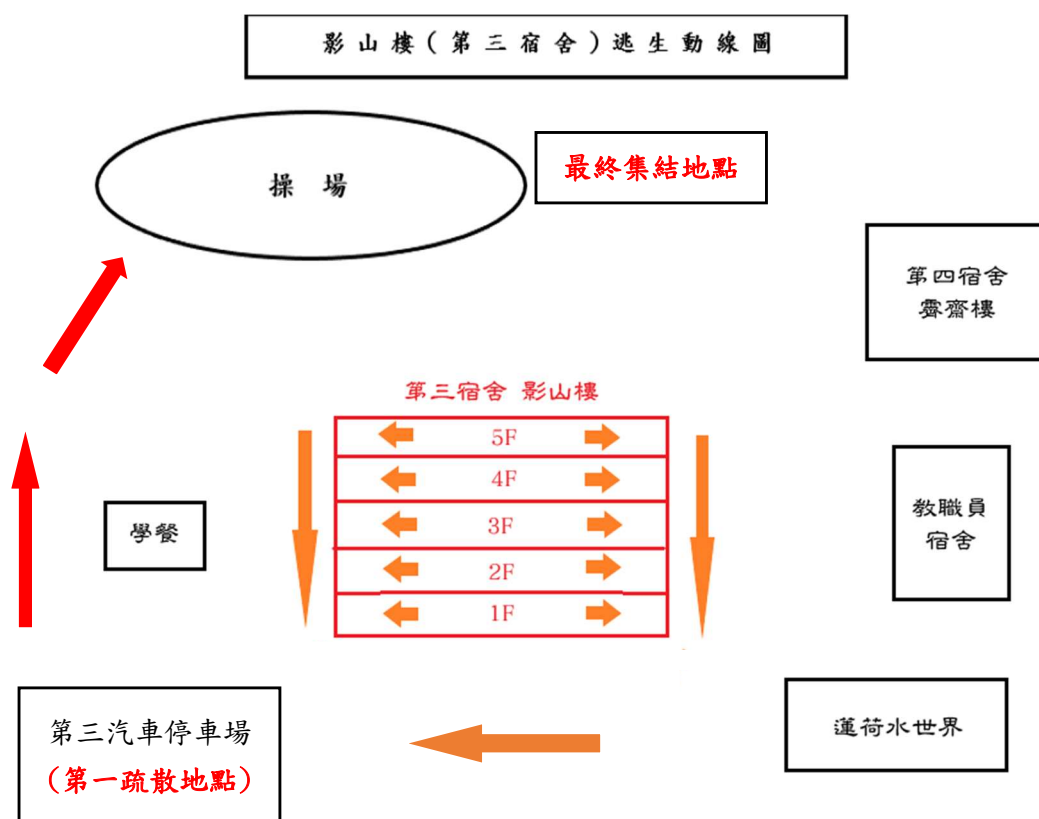 影山樓(第三宿舍)逃生動線圖
操場
最終集結地點
第四宿舍
霽齋樓
第三宿舍 影山樓
5F
4F
3F
2F
1F
學餐
教職員
宿舍
第三汽車停車場
(第一疏散地點)
蓮荷水世界